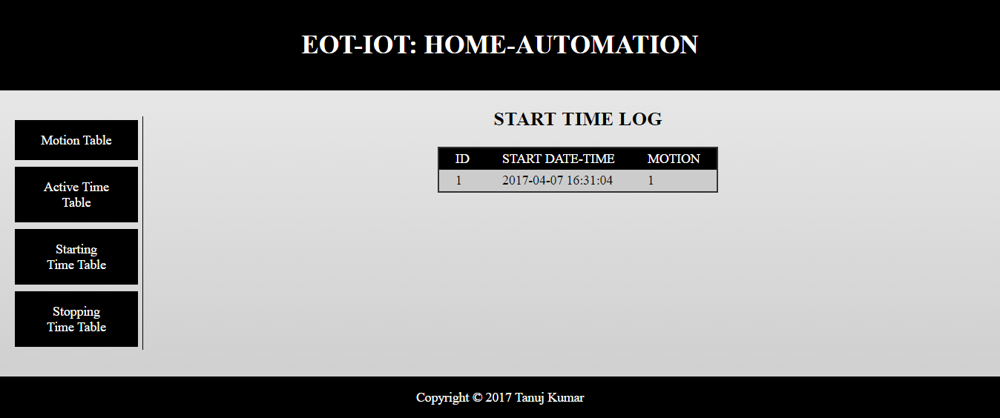 EOT-IOT: HOME-AUTOMATION
Motion Table
Active Time
Table
Starting
Time Table
Stopping
Time Table
START TIME LOG
ID START DATE-TIME MOTION
1 2017-04-07 16:31:04 1
Copyright © 2017 Tanuj Kumar